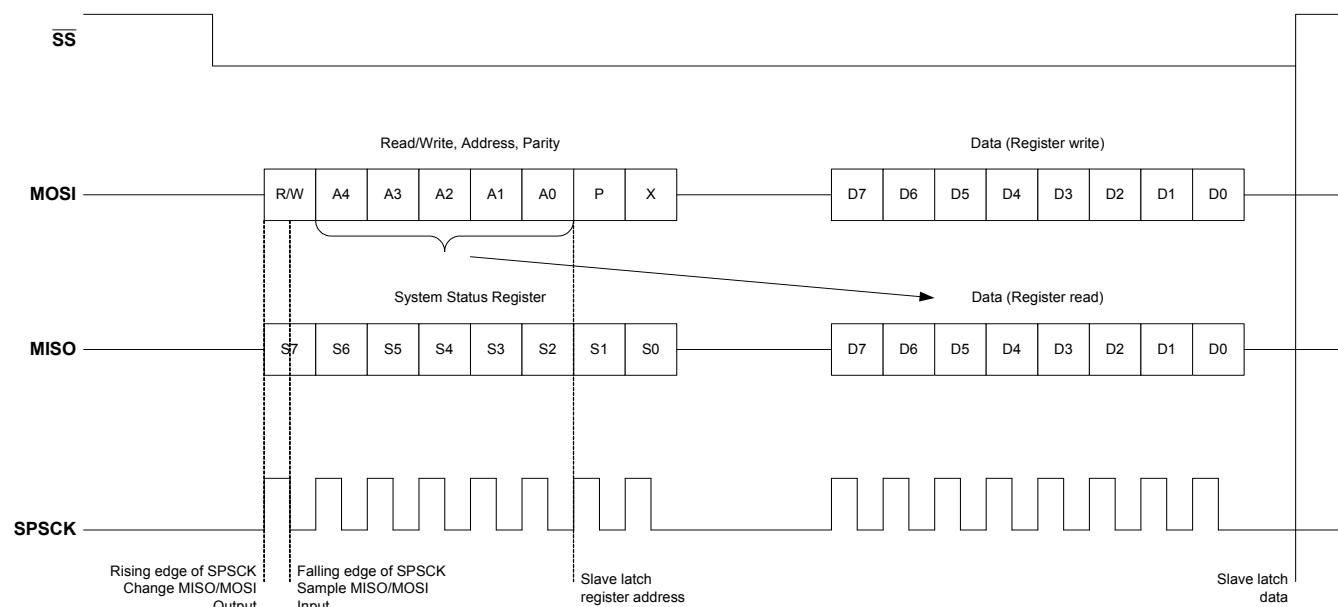 SS
Read/Write, Address, Parity
Data (Register write)
MOSI
R/W A4 A3 A2 A1 A0 P X
D7 D6 D5 D4 D3 D2 D1 D0
System Status Register
Data (Register read)
MISO
S7 S6 S5 S4 S3 S2 S1 S0
D7 D6 D5 D4 D3 D2 D1 D0
SPSCK
Rising edge of SPSCK
Change MISO/MOSI
Output
Falling edge of SPSCK
Sample MISO/MOSI
Input
Slave latch
register address
Slave latch
data